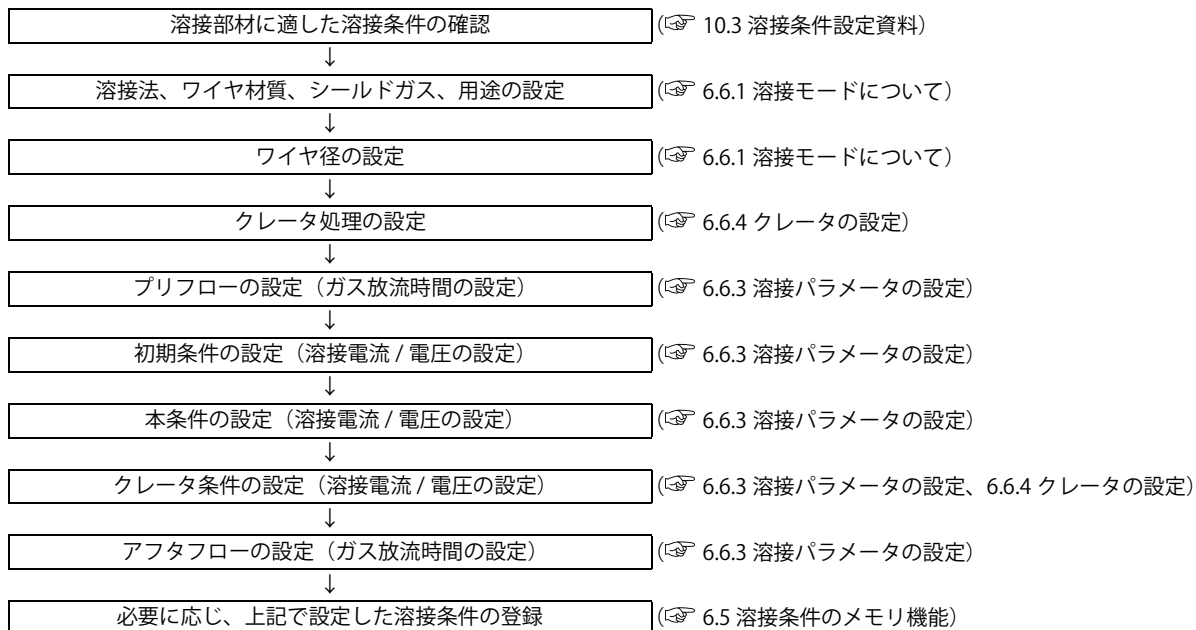 溶接部材に適した溶接条件の確認 (☞ 10.3 溶接条件設定資料)
↓
溶接法、ワイヤ材質、シールドガス、用途の設定 (☞ 6.6.1 溶接モードについて)
↓
ワイヤ径の設定 (☞ 6.6.1 溶接モードについて)
↓
クレータ処理の設定 (☞ 6.6.4 クレータの設定)
↓
プリフローの設定（ガス放流時間の設定） (☞ 6.6.3 溶接パラメータの設定)
↓
初期条件の設定（溶接電流 / 電圧の設定） (☞ 6.6.3 溶接パラメータの設定)
↓
本条件の設定（溶接電流 / 電圧の設定） (☞ 6.6.3 溶接パラメータの設定)
↓
クレータ条件の設定（溶接電流 / 電圧の設定） (☞ 6.6.3 溶接パラメータの設定、6.6.4 クレータの設定)
↓
アフタフローの設定（ガス放流時間の設定） (☞ 6.6.3 溶接パラメータの設定)
↓
必要に応じ、上記で設定した溶接条件の登録 (☞ 6.5 溶接条件のメモリ機能)